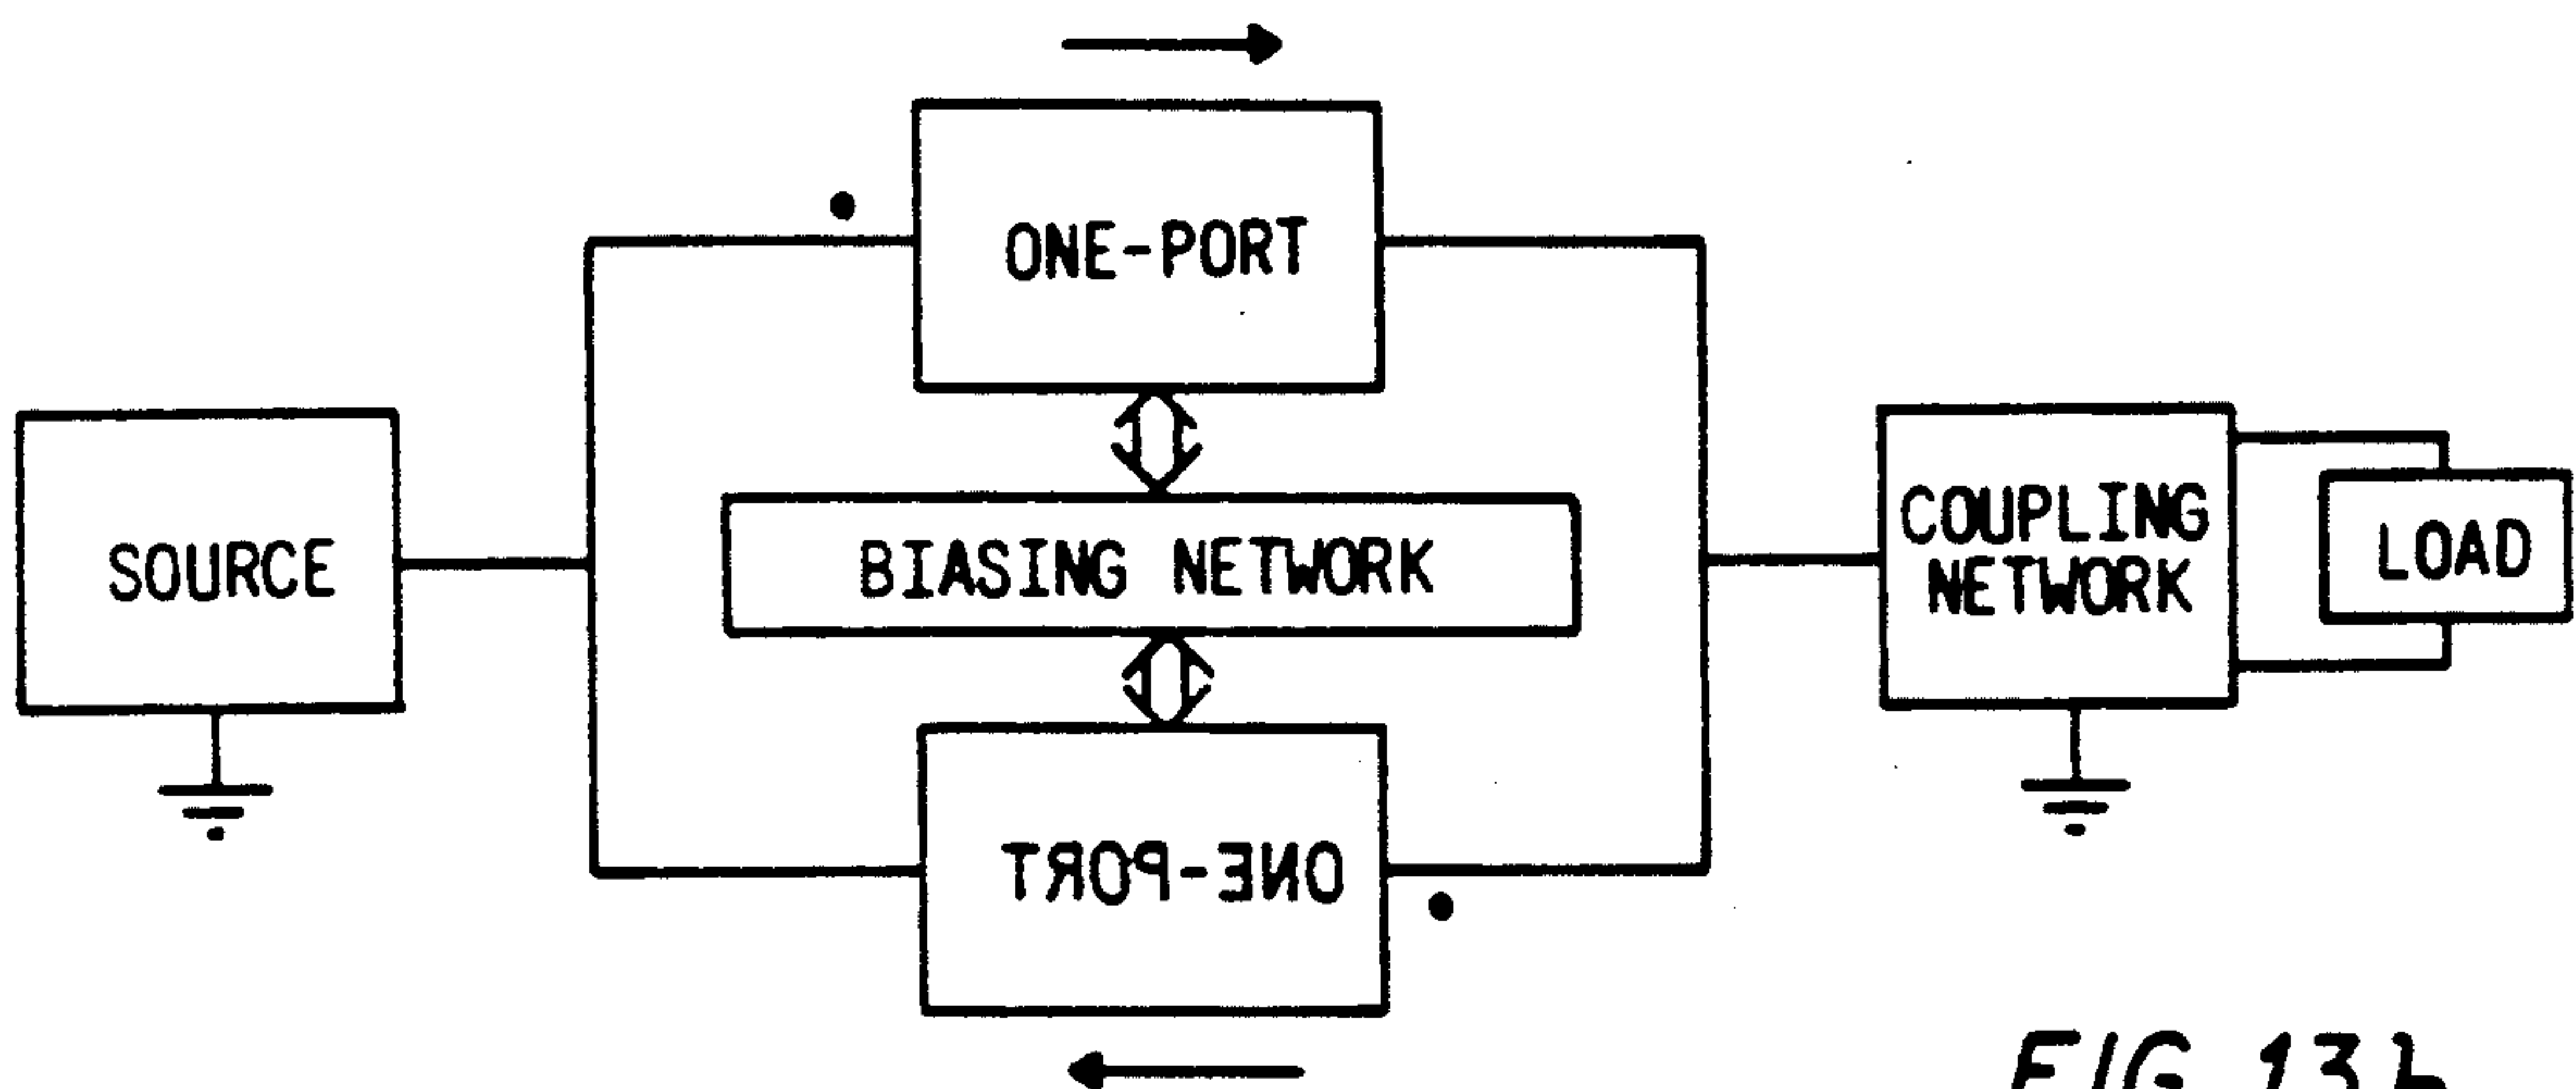 ONE-PORT
SOURCE
BIASING NETWORK
COUPLING
NETWORK
LOAD
ONE-PORT
FIG 13b